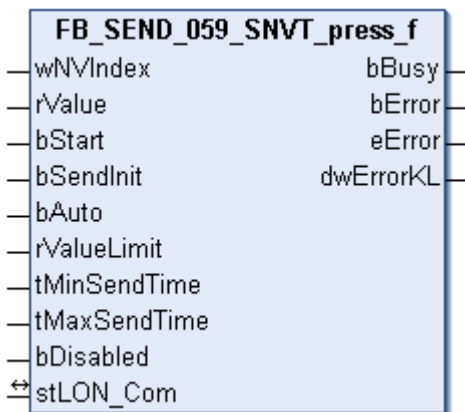 FB_SEND_059_SNVT_press_f
wNVIndex bBusy
rValue bError
bStart eError
bSendInit dwErrorKL
bAuto
rValueLimit
tMinSendTime
tMaxSendTime
bDisabled
stLON_Com